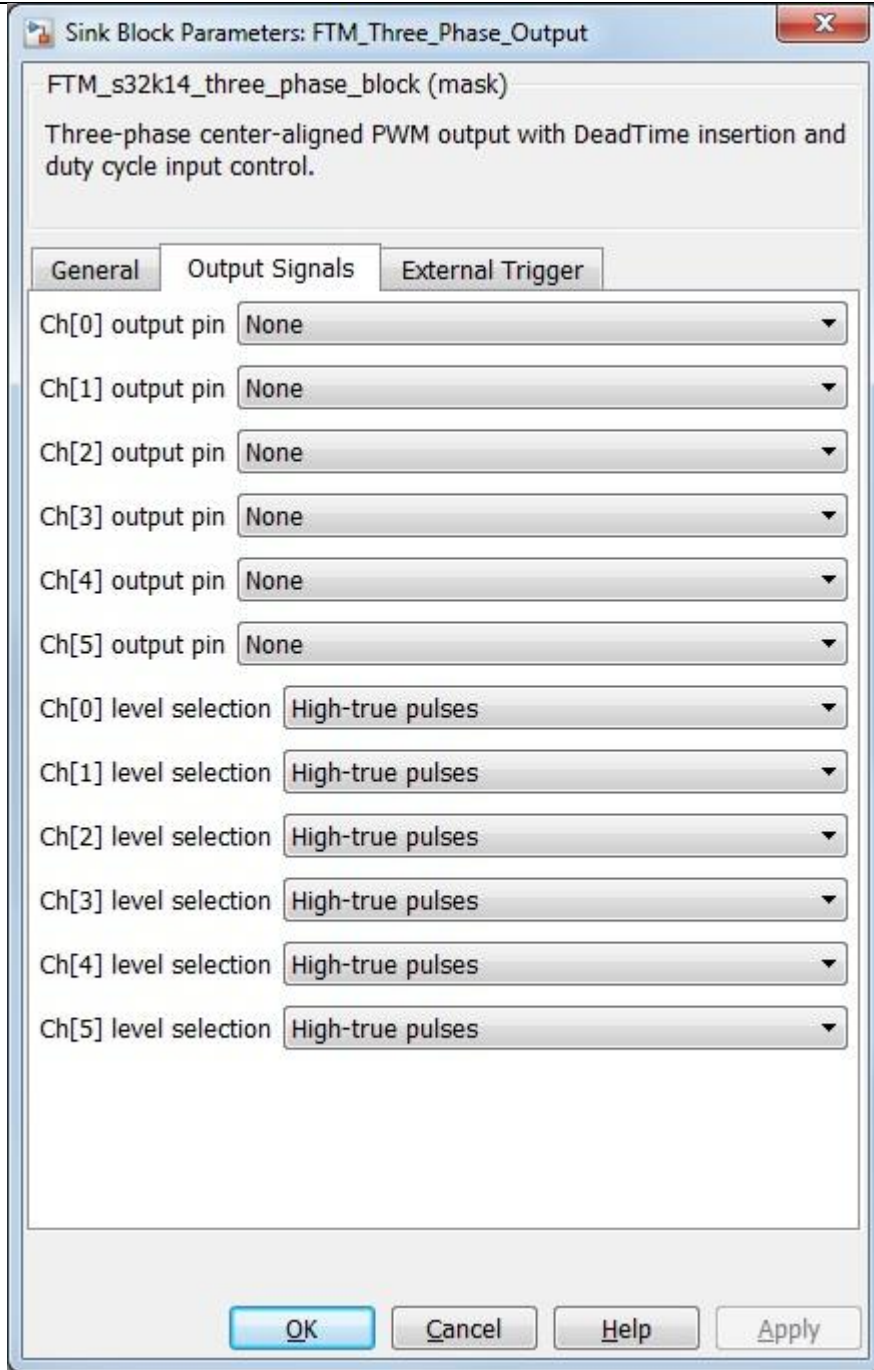 Sink Block Parameters: FTM_Three_Phase_Output
FTM_s32k14_three_phase_block (mask)
Three-phase center-aligned PWM output with DeadTime insertion and
duty cycle input control.
General Output Signals External Trigger
Ch[0] output pin None
Ch[1] output pin None
Ch[2] output pin None
Ch[3] output pin None
Ch[4] output pin None
Ch[5] output pin None
Ch[0] level selection High-true pulses
Ch[1] level selection High-true pulses
Ch[2] level selection High-true pulses
Ch[3] level selection High-true pulses
Ch[4] level selection High-true pulses
Ch[5] level selection High-true pulses
OK Cancel Help Apply